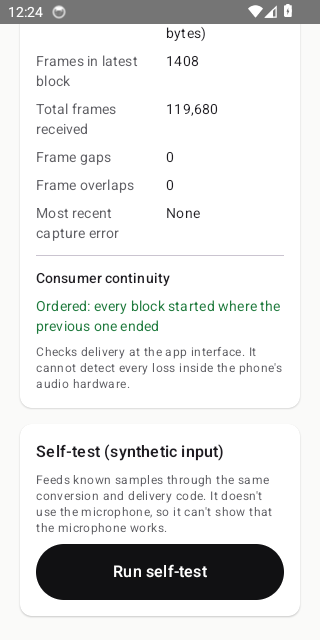 12:24
bytes)
Frames in latest block 1408
Total frames received 119,680
Frame gaps 0
Frame overlaps 0
Most recent capture error None
Consumer continuity
Ordered: every block started where the
previous one ended
Checks delivery at the app interface. It
cannot detect every loss inside the phone's
audio hardware.
Self-test (synthetic input)
Feeds known samples through the same
conversion and delivery code. It doesn't
use the microphone, so it can't show that
the microphone works.
Run self-test